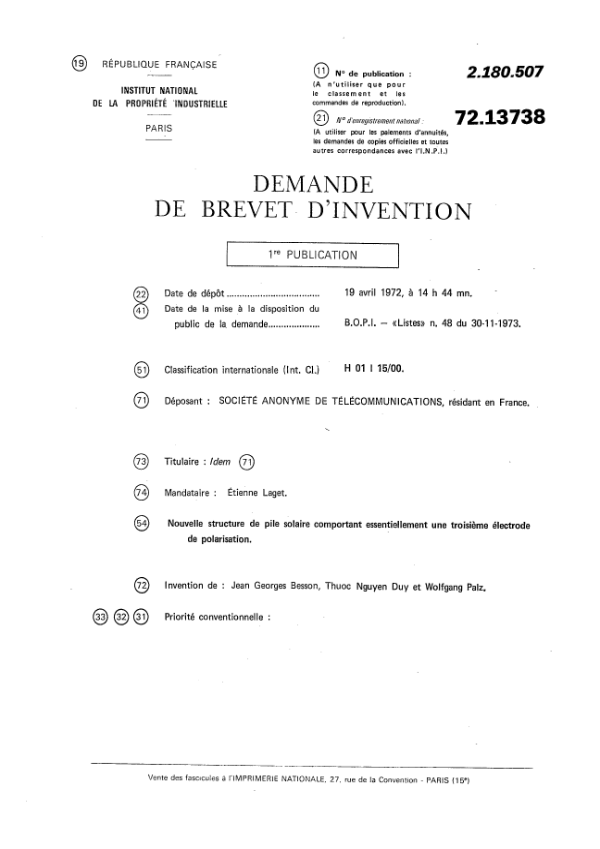 19 RÉPUBLIQUE FRANÇAISE
INSTITUT NATIONAL
DE LA PROPRIÉTÉ INDUSTRIELLE
PARIS
11 N° de publication : 2.180.507
(A n'utiliser que pour
le classement et les
commandes de reproduction).
21 N° d'enregistrement national : 72.13738
(A utiliser pour les paiements d'annuités,
les demandes de copies officielles et toutes
autres correspondances avec l'I.N.P.I.)
DEMANDE
DE BREVET D'INVENTION
1re PUBLICATION
22 Date de dépôt .................................. 19 avril 1972, à 14 h 44 mn.
41 Date de la mise à la disposition du
public de la demande................... B.O.P.I. — «Listes» n. 48 du 30-11-1973.
51 Classification internationale (Int. Cl.) H 01 l 15/00.
71 Déposant : SOCIÉTÉ ANONYME DE TÉLÉCOMMUNICATIONS, résidant en France.
73 Titulaire : Idem 71
74 Mandataire : Étienne Laget.
54 Nouvelle structure de pile solaire comportant essentiellement une troisième électrode
de polarisation.
72 Invention de : Jean Georges Besson, Thuoc Nguyen Duy et Wolfgang Palz.
33 32 31 Priorité conventionnelle :
Vente des fascicules à l'IMPRIMERIE NATIONALE, 27, rue de la Convention - PARIS (15e)